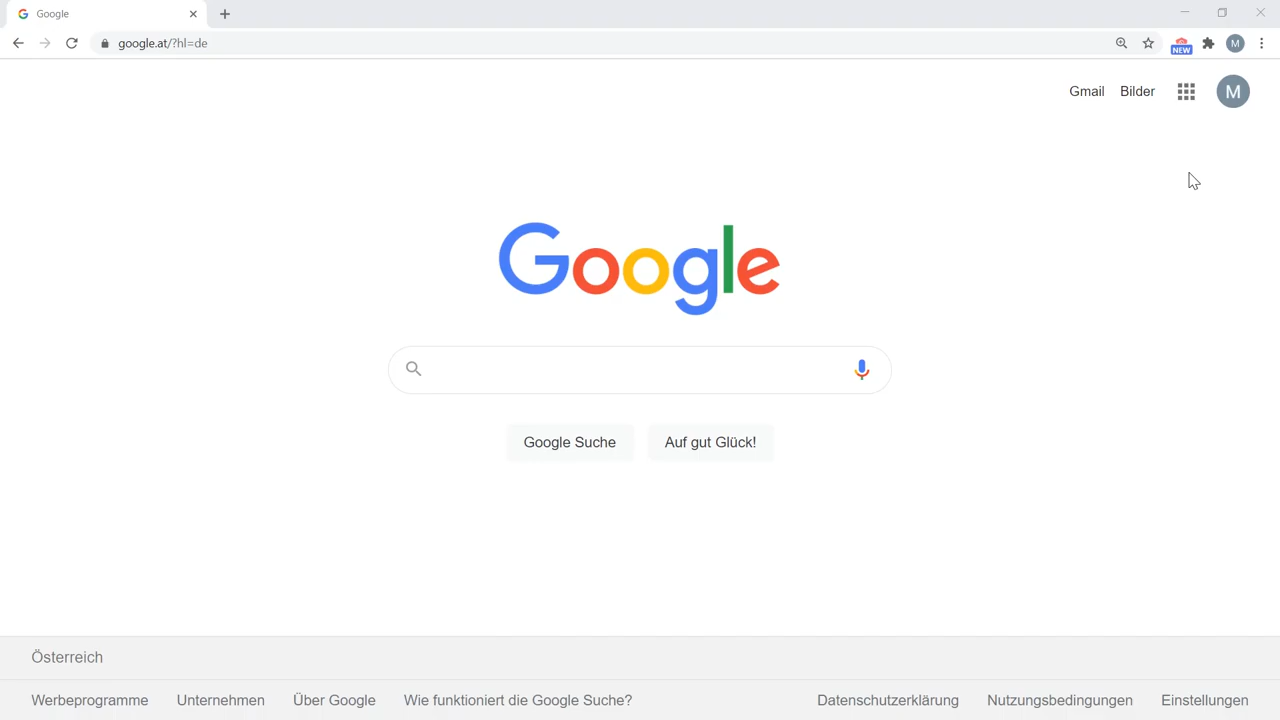 Google
google.at/?hl=de
NEW
M
Gmail Bilder M
Google
Google Suche Auf gut Glück!
Österreich
Werbeprogramme Unternehmen Über Google Wie funktioniert die Google Suche? Datenschutzerklärung Nutzungsbedingungen Einstellungen